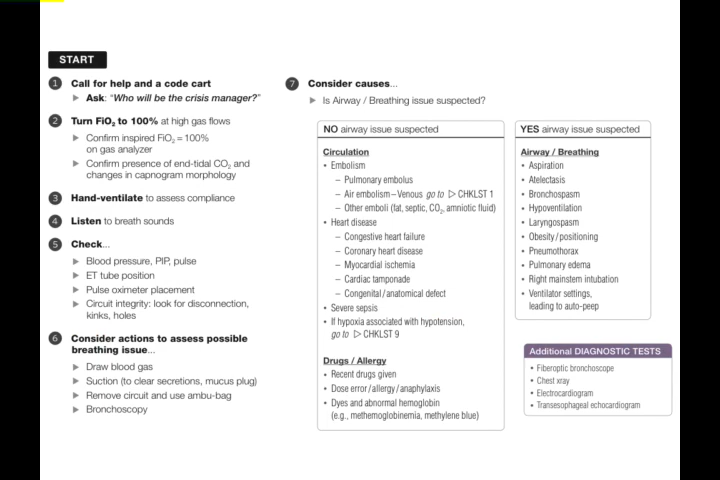 START
1 Call for help and a code cart
▶ Ask: “Who will be the crisis manager?”
2 Turn FiO2 to 100% at high gas flows
▶ Confirm inspired FiO2 = 100%
on gas analyzer
▶ Confirm presence of end-tidal CO2 and
changes in capnogram morphology
3 Hand-ventilate to assess compliance
4 Listen to breath sounds
5 Check...
▶ Blood pressure, PIP, pulse
▶ ET tube position
▶ Pulse oximeter placement
▶ Circuit integrity: look for disconnection,
kinks, holes
6 Consider actions to assess possible
breathing issue...
▶ Draw blood gas
▶ Suction (to clear secretions, mucus plug)
▶ Remove circuit and use ambu-bag
▶ Bronchoscopy
7 Consider causes...
▶ Is Airway / Breathing issue suspected?
NO airway issue suspected
Circulation
• Embolism
– Pulmonary embolus
– Air embolism – Venous go to ▷ CHKLST 1
– Other emboli (fat, septic, CO2, amniotic fluid)
• Heart disease
– Congestive heart failure
– Coronary heart disease
– Myocardial ischemia
– Cardiac tamponade
– Congenital / anatomical defect
• Severe sepsis
• If hypoxia associated with hypotension,
go to ▷ CHKLST 9
Drugs / Allergy
• Recent drugs given
• Dose error / allergy / anaphylaxis
• Dyes and abnormal hemoglobin
(e.g., methemoglobinemia, methylene blue)
YES airway issue suspected
Airway / Breathing
• Aspiration
• Atelectasis
• Bronchospasm
• Hypoventilation
• Laryngospasm
• Obesity / positioning
• Pneumothorax
• Pulmonary edema
• Right mainstem intubation
• Ventilator settings,
leading to auto-peep
Additional DIAGNOSTIC TESTS
• Fiberoptic bronchoscope
• Chest xray
• Electrocardiogram
• Transesophageal echocardiogram